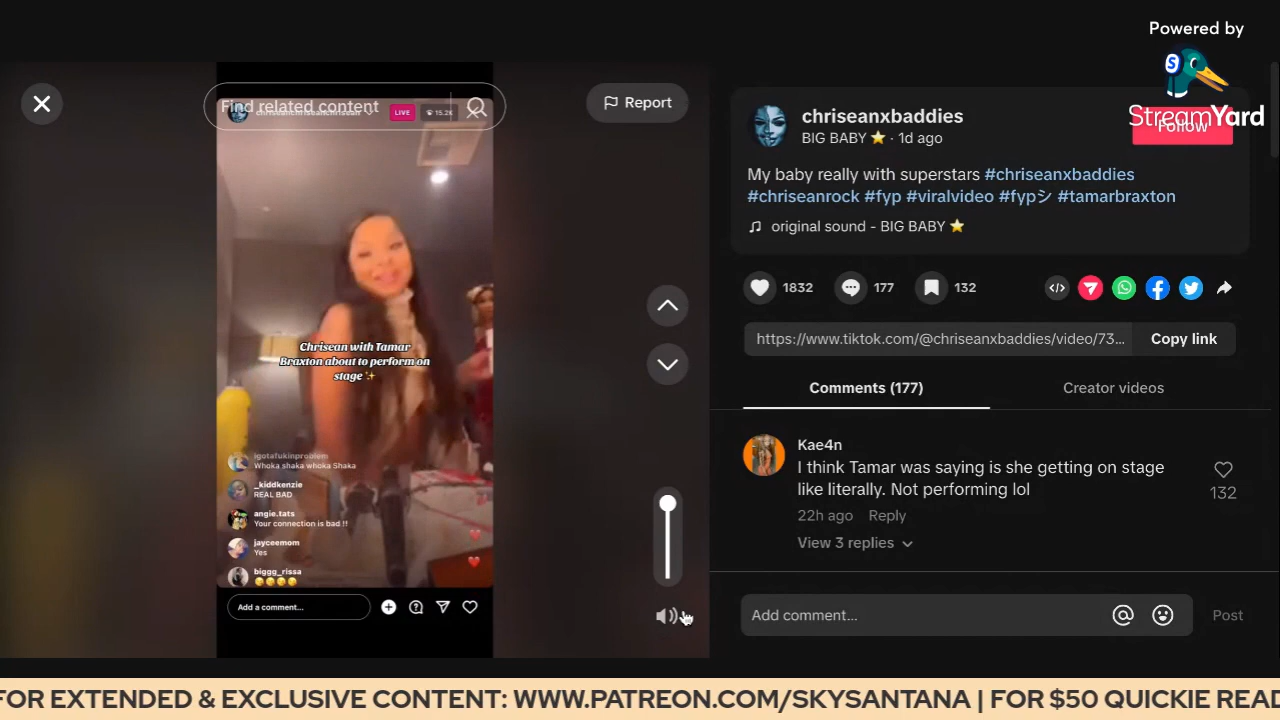 Powered by
StreamYard
Find related content
LIVE
15.2K
Report
chriseanxbaddies
BIG BABY ⭐ · 1d ago
Follow
My baby really with superstars #chriseanxbaddies
#chriseanrock #fyp #viralvideo #fypシ #tamarbraxton
original sound - BIG BABY ⭐
1832
177
132
https://www.tiktok.com/@chriseanxbaddies/video/73...
Copy link
Comments (177)
Creator videos
Chrisean with Tamar
Braxton about to perform on
stage ✨
igotafukinproblem
Whoka shaka whoka Shaka
_kiddkenzie
REAL BAD
angie.tats
Your connection is bad !!
jayceemom
Yes
biggg_rissa
Add a comment...
Kae4n
I think Tamar was saying is she getting on stage
like literally. Not performing lol
132
22h ago Reply
View 3 replies
Add comment...
Post
FOR EXTENDED & EXCLUSIVE CONTENT: WWW.PATREON.COM/SKYSANTANA | FOR $50 QUICKIE READ